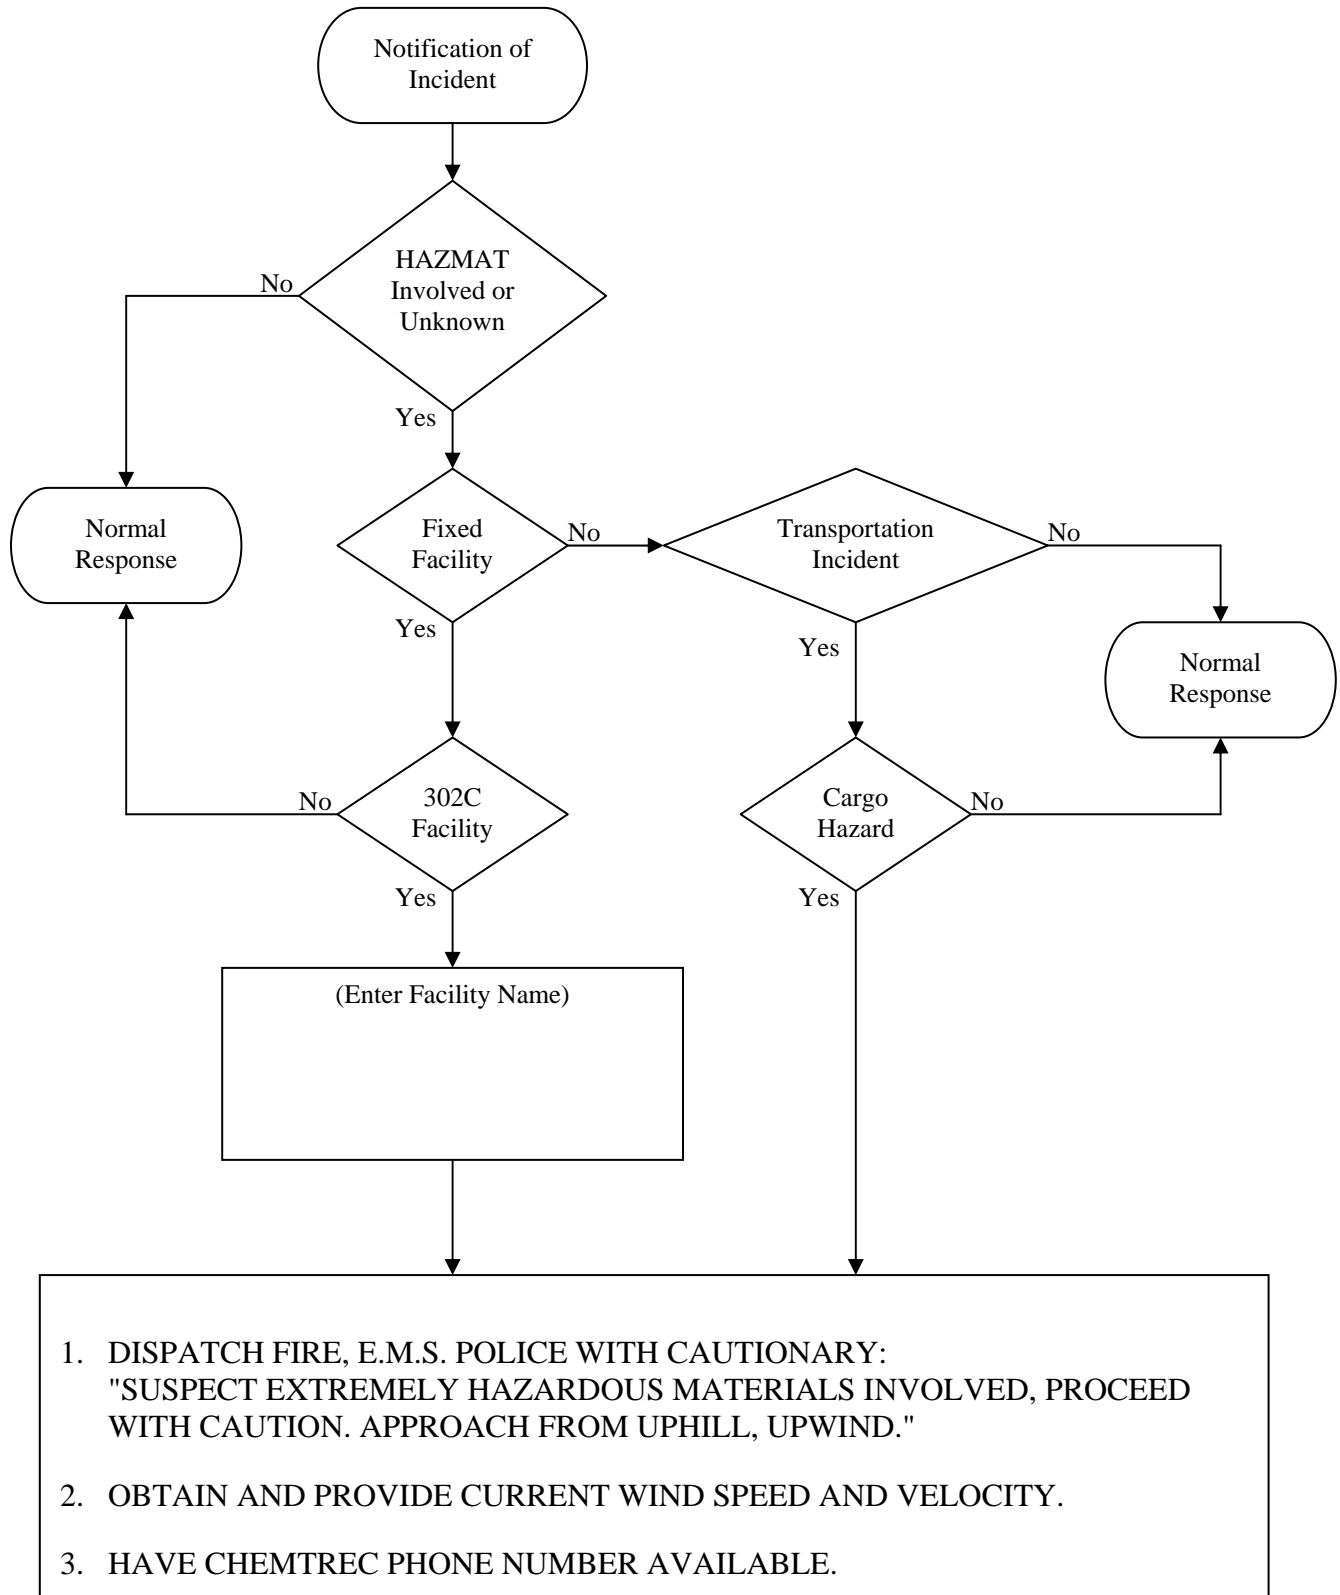 Notification of
Incident
HAZMAT
Involved or
Unknown
No
Yes
Normal
Response
Fixed
Facility
No
Transportation
Incident
No
Yes
Yes
Normal
Response
302C
Facility
No
Cargo
Hazard
No
Yes
Yes
(Enter Facility Name)
1. DISPATCH FIRE, E.M.S. POLICE WITH CAUTIONARY:
"SUSPECT EXTREMELY HAZARDOUS MATERIALS INVOLVED, PROCEED
WITH CAUTION. APPROACH FROM UPHILL, UPWIND."
2. OBTAIN AND PROVIDE CURRENT WIND SPEED AND VELOCITY.
3. HAVE CHEMTREC PHONE NUMBER AVAILABLE.